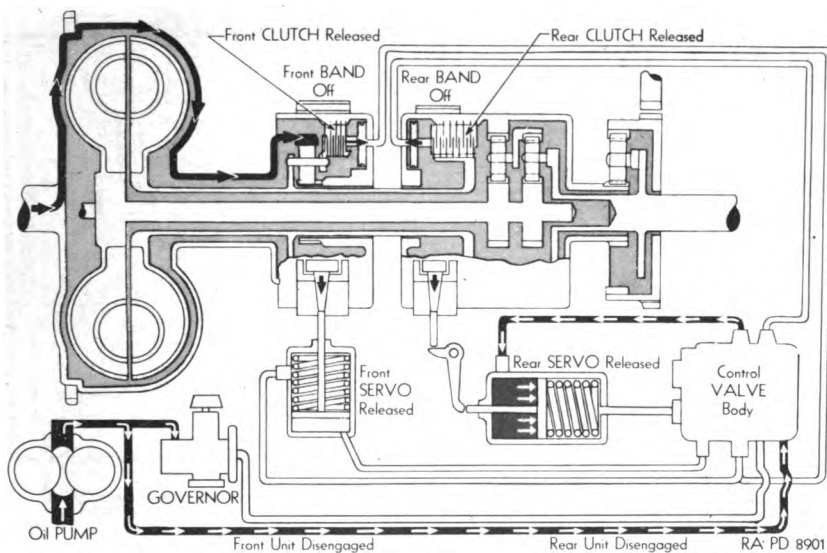 Front CLUTCH Released
Rear CLUTCH Released
Front BAND
Off
Rear BAND
Off
Front
SERVO
Released
Rear SERVO Released
Control
VALVE
Body
GOVERNOR
Oil PUMP
Front Unit Disengaged
Rear Unit Disengaged
RA PD 8901